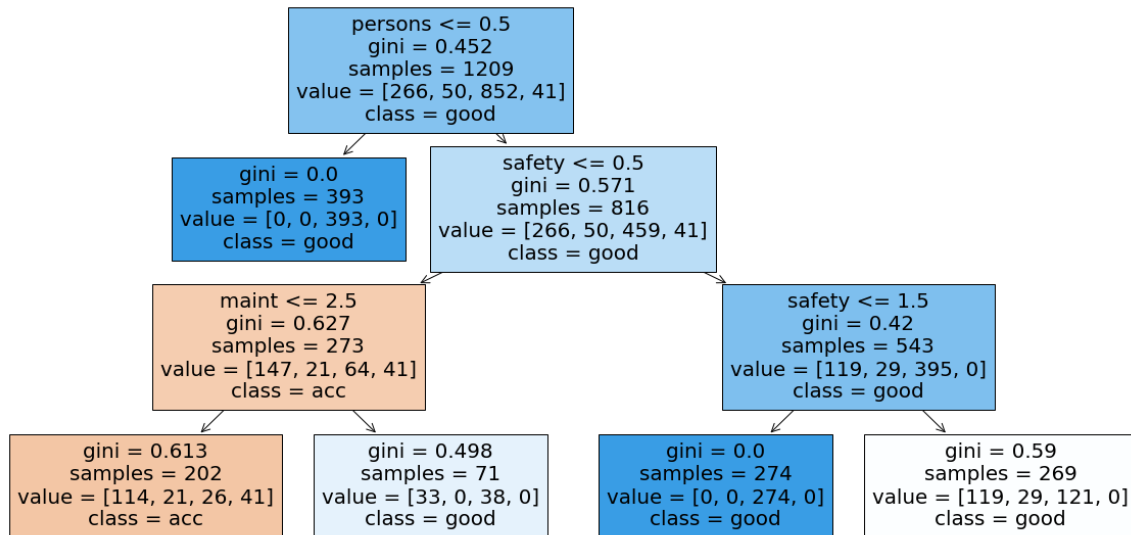 persons <= 0.5
gini = 0.452
samples = 1209
value = [266, 50, 852, 41]
class = good
gini = 0.0
samples = 393
value = [0, 0, 393, 0]
class = good
safety <= 0.5
gini = 0.571
samples = 816
value = [266, 50, 459, 41]
class = good
maint <= 2.5
gini = 0.627
samples = 273
value = [147, 21, 64, 41]
class = acc
safety <= 1.5
gini = 0.42
samples = 543
value = [119, 29, 395, 0]
class = good
gini = 0.613
samples = 202
value = [114, 21, 26, 41]
class = acc
gini = 0.498
samples = 71
value = [33, 0, 38, 0]
class = good
gini = 0.0
samples = 274
value = [0, 0, 274, 0]
class = good
gini = 0.59
samples = 269
value = [119, 29, 121, 0]
class = good